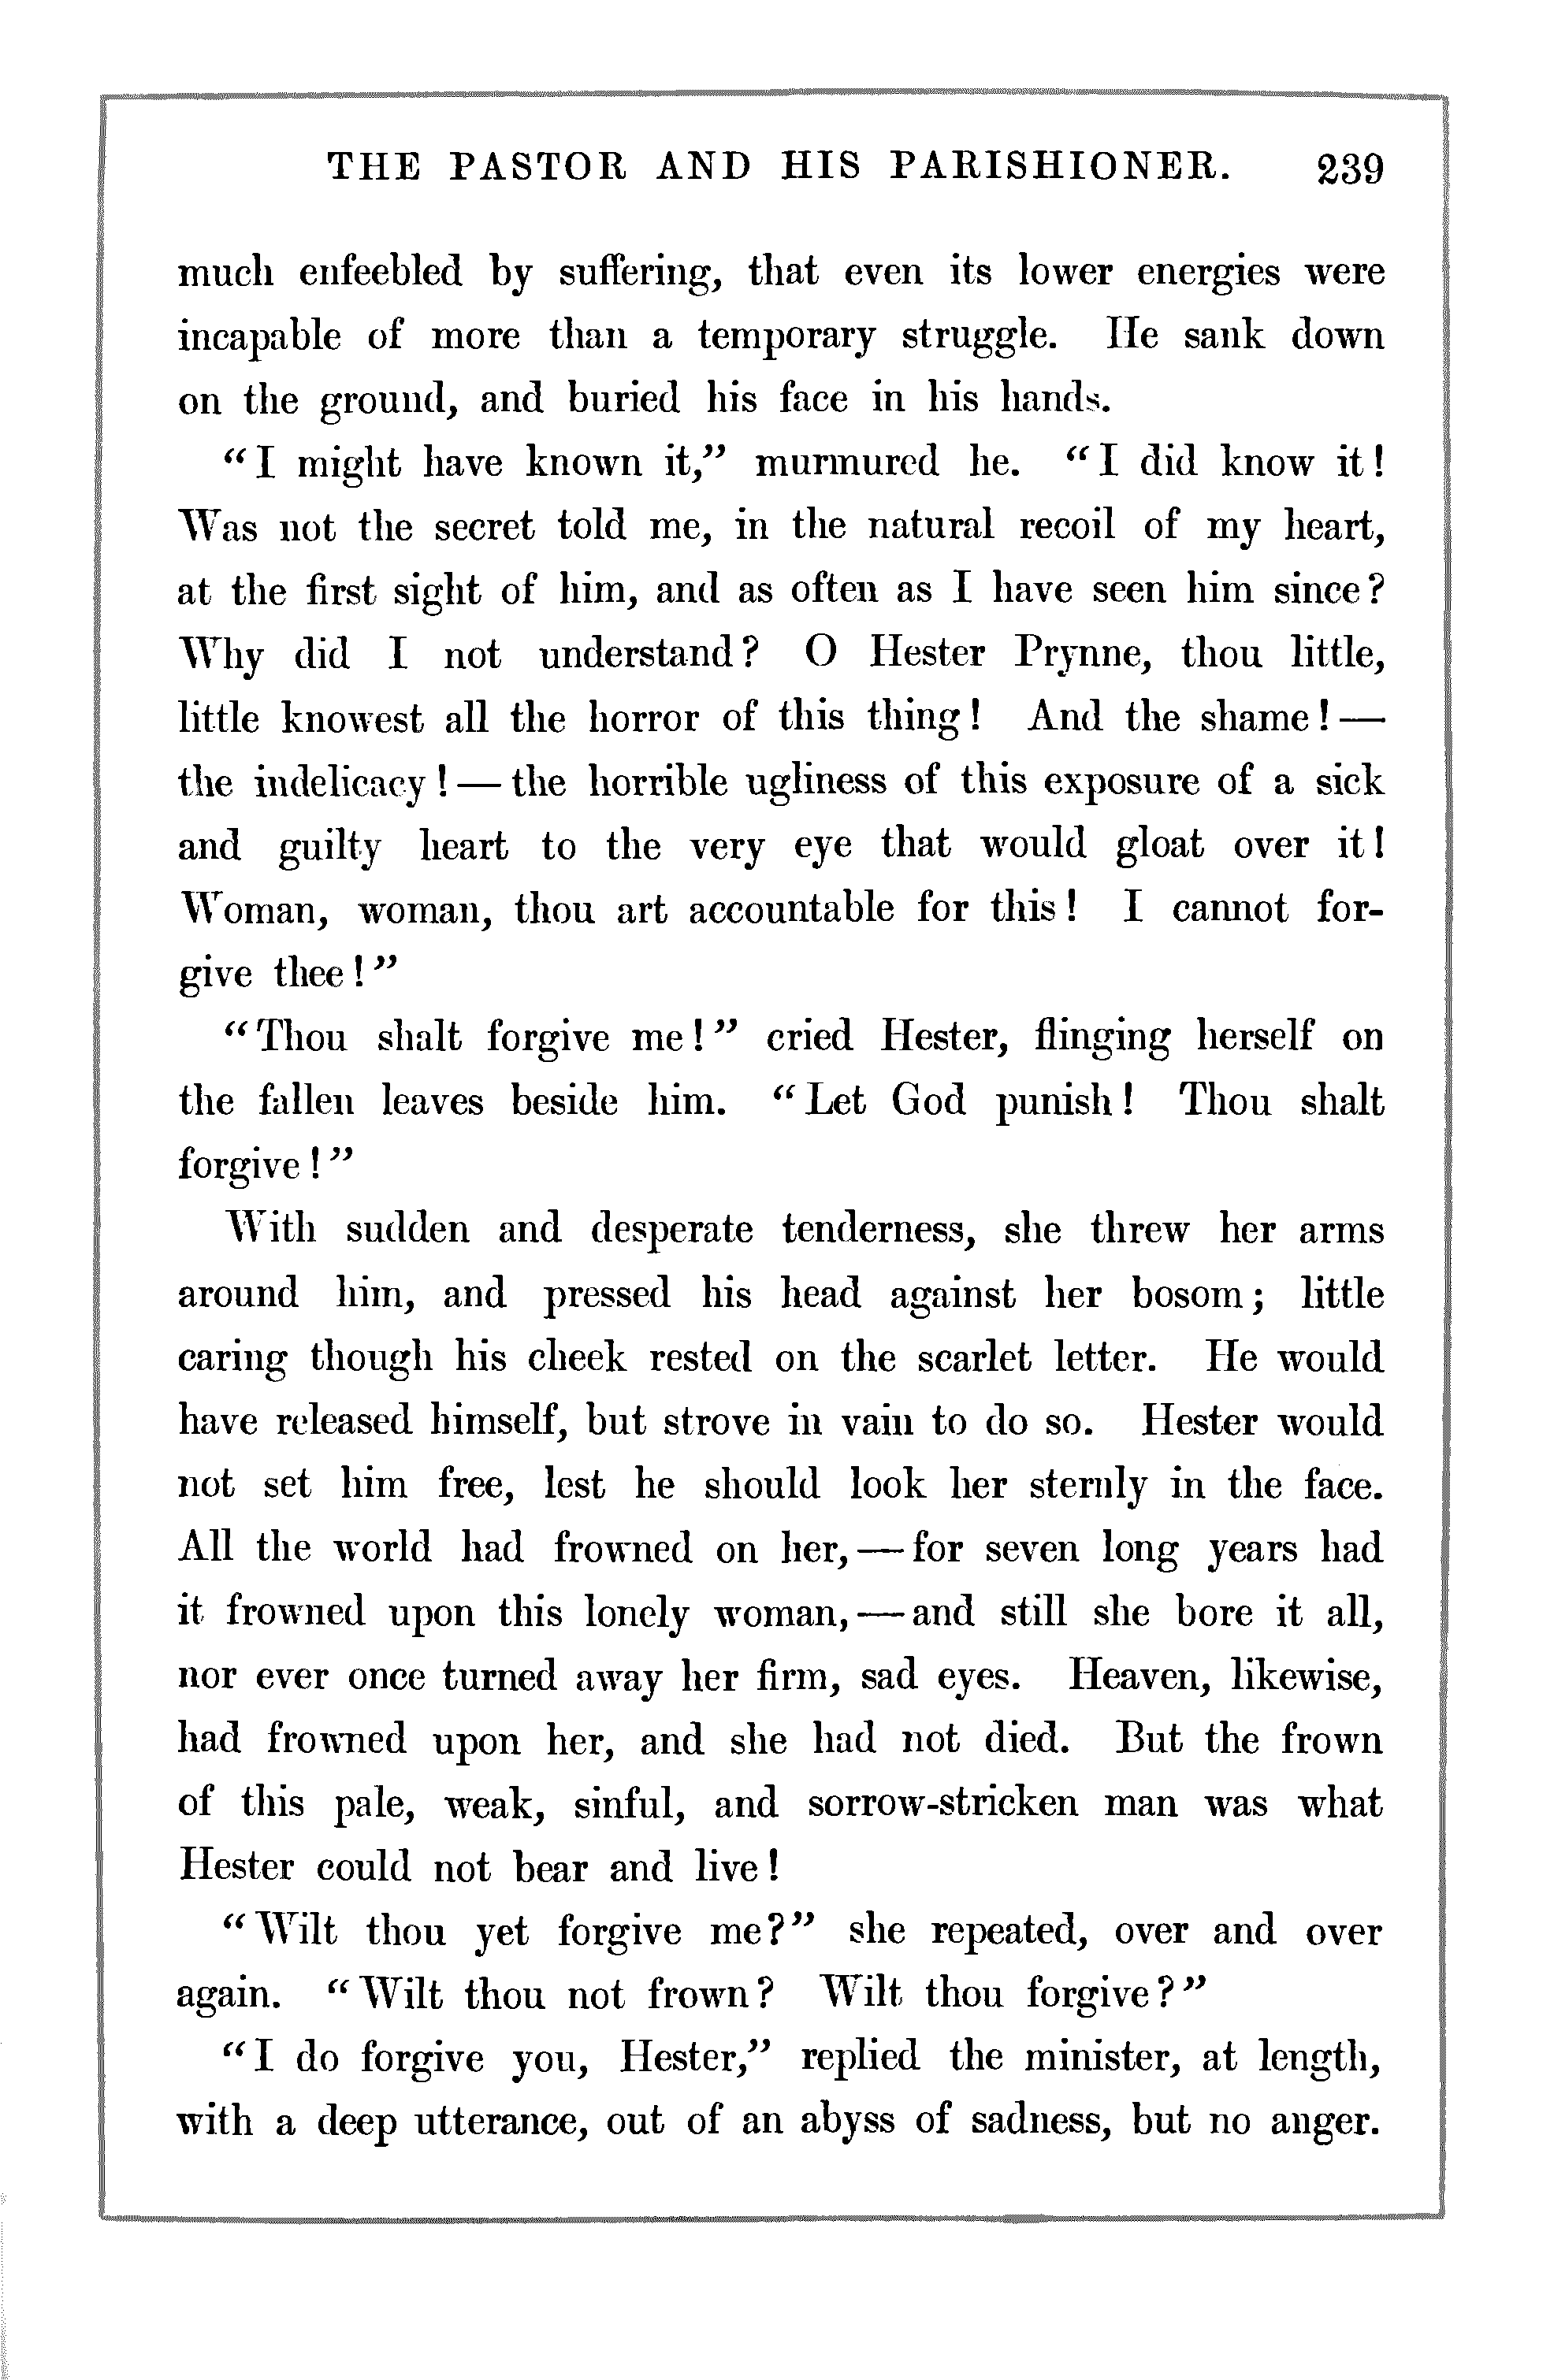 THE PASTOR AND HIS PARISHIONER. 239
much enfeebled by suffering, that even its lower energies were
incapable of more than a temporary struggle. He sank down
on the ground, and buried his face in his hands.
“I might have known it,” murmured he. “I did know it!
Was not the secret told me, in the natural recoil of my heart,
at the first sight of him, and as often as I have seen him since?
Why did I not understand? O Hester Prynne, thou little,
little knowest all the horror of this thing! And the shame!—
the indelicacy!—the horrible ugliness of this exposure of a sick
and guilty heart to the very eye that would gloat over it!
Woman, woman, thou art accountable for this! I cannot for-
give thee!”
“Thou shalt forgive me!” cried Hester, flinging herself on
the fallen leaves beside him. “Let God punish! Thou shalt
forgive!”
With sudden and desperate tenderness, she threw her arms
around him, and pressed his head against her bosom; little
caring though his cheek rested on the scarlet letter. He would
have released himself, but strove in vain to do so. Hester would
not set him free, lest he should look her sternly in the face.
All the world had frowned on her,—for seven long years had
it frowned upon this lonely woman,—and still she bore it all,
nor ever once turned away her firm, sad eyes. Heaven, likewise,
had frowned upon her, and she had not died. But the frown
of this pale, weak, sinful, and sorrow-stricken man was what
Hester could not bear and live!
“Wilt thou yet forgive me?” she repeated, over and over
again. “Wilt thou not frown? Wilt thou forgive?”
“I do forgive you, Hester,” replied the minister, at length,
with a deep utterance, out of an abyss of sadness, but no anger.